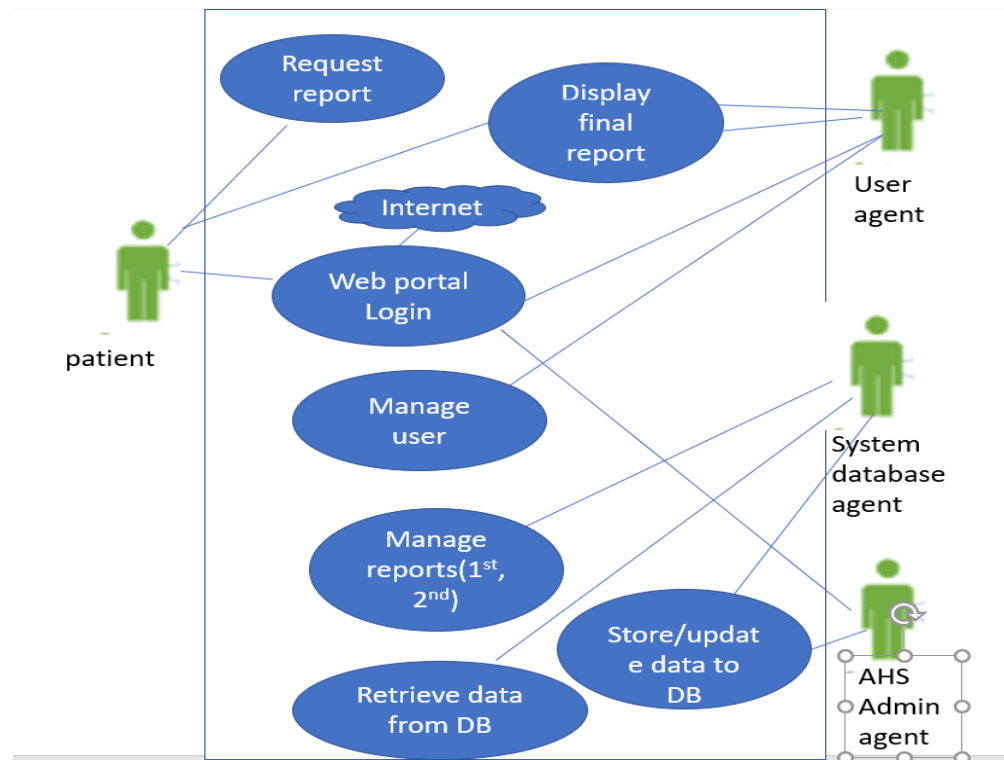 Request
report
Display
final
report
User
agent
Internet
Web portal
Login
patient
Manage
user
System
database
agent
Manage
reports(1st,
2nd)
Store/updat
e data to
DB
Retrieve data
from DB
AHS
Admin
agent